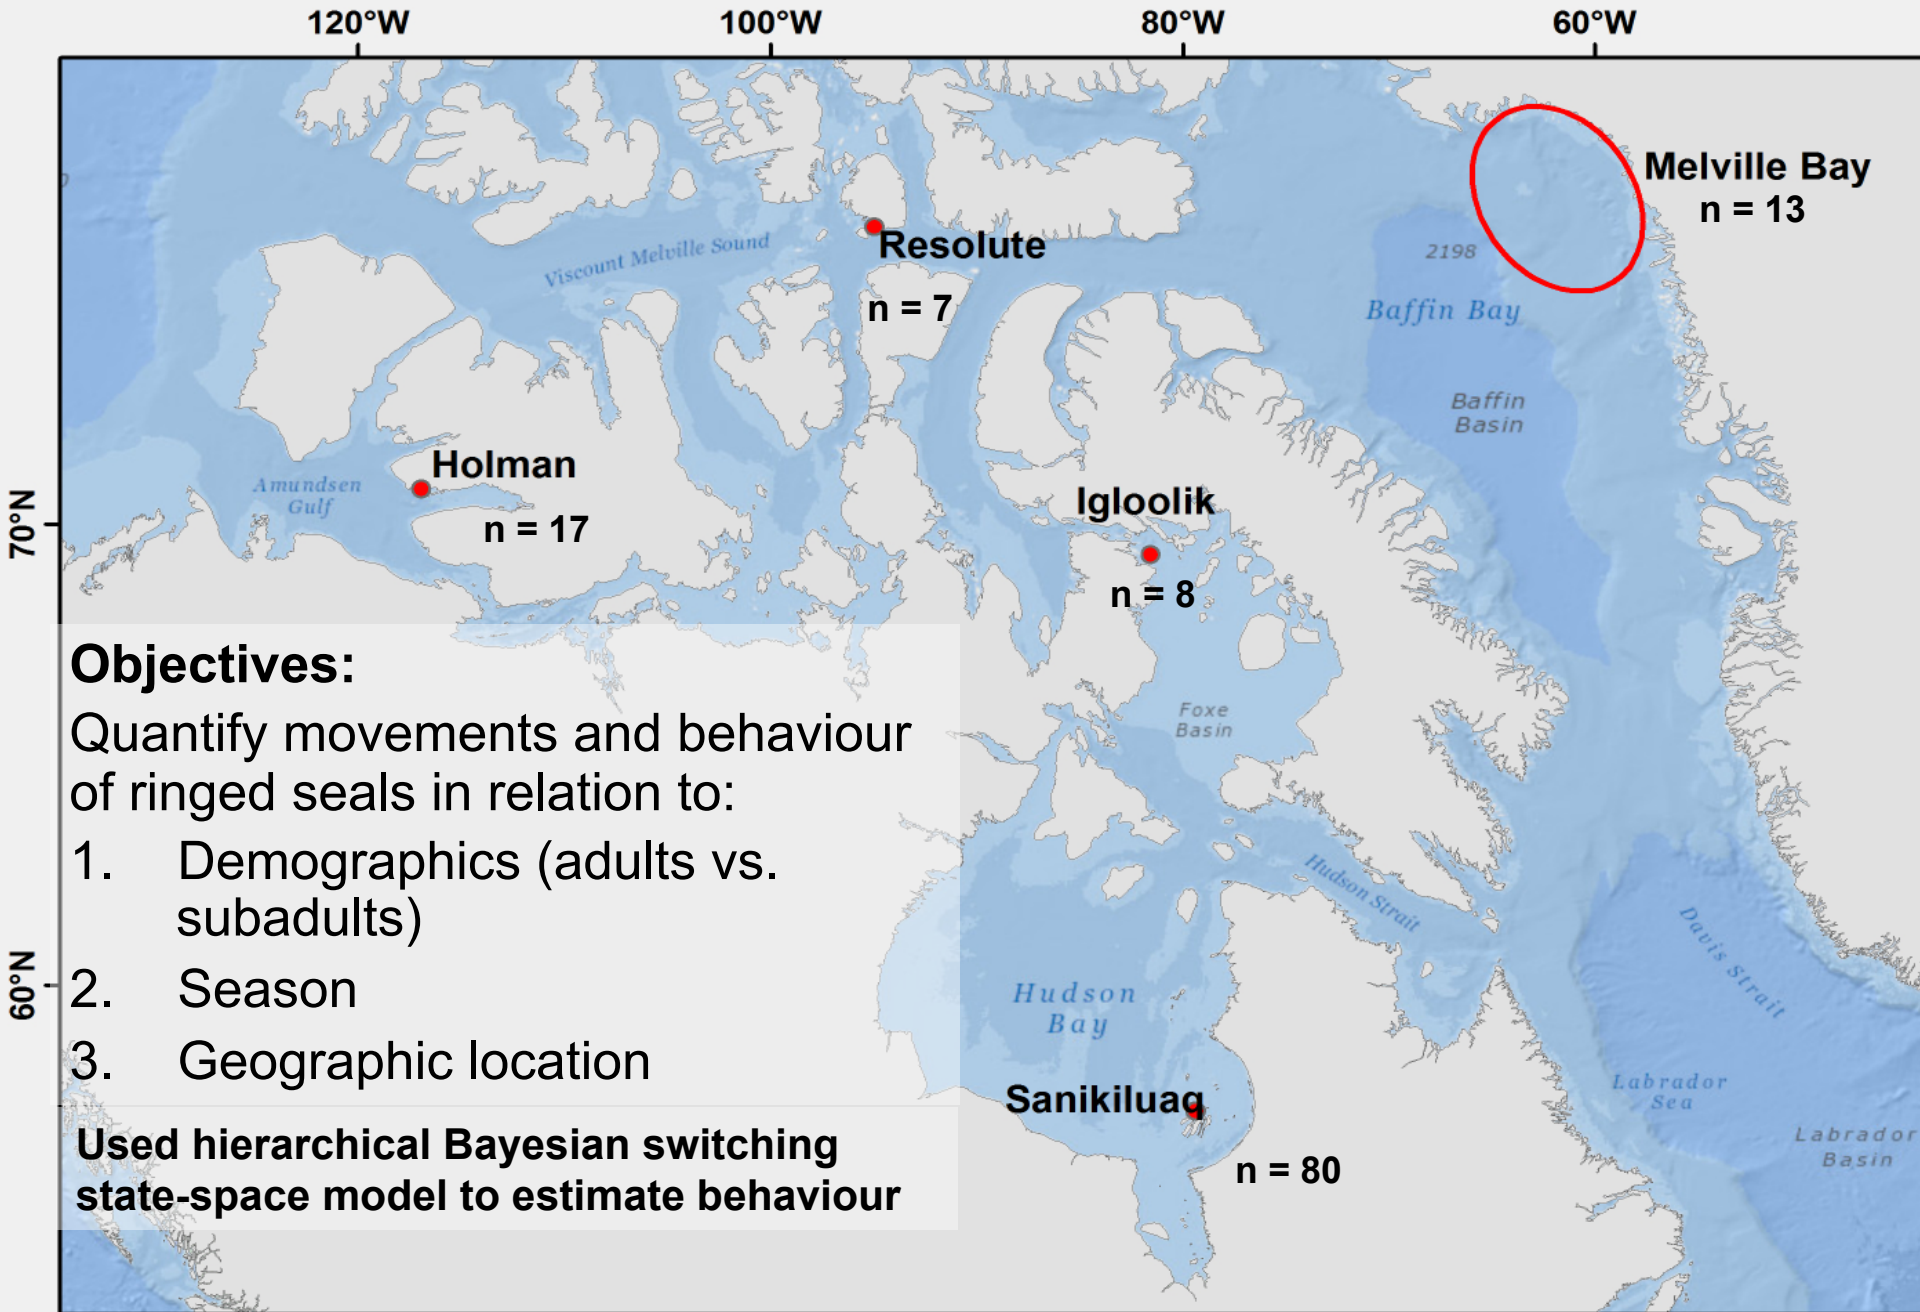 120°W 100°W 80°W 60°W
Melville Bay
n = 13
Resolute
Viscount Melville Sound
2198
n = 7
Baffin Bay
Baffin
Basin
Holman
Amundsen
Gulf
70°N
n = 17
Igloolik
n = 8
Objectives:
Quantify movements and behaviour
of ringed seals in relation to:
1. Demographics (adults vs.
subadults)
2. Season
3. Geographic location
Used hierarchical Bayesian switching
state-space model to estimate behaviour
60°N
Foxe
Basin
Hudson Strait
Davis Strait
Hudson
Bay
Sanikiluaq
n = 80
Labrador
Sea
Labrador
Basin